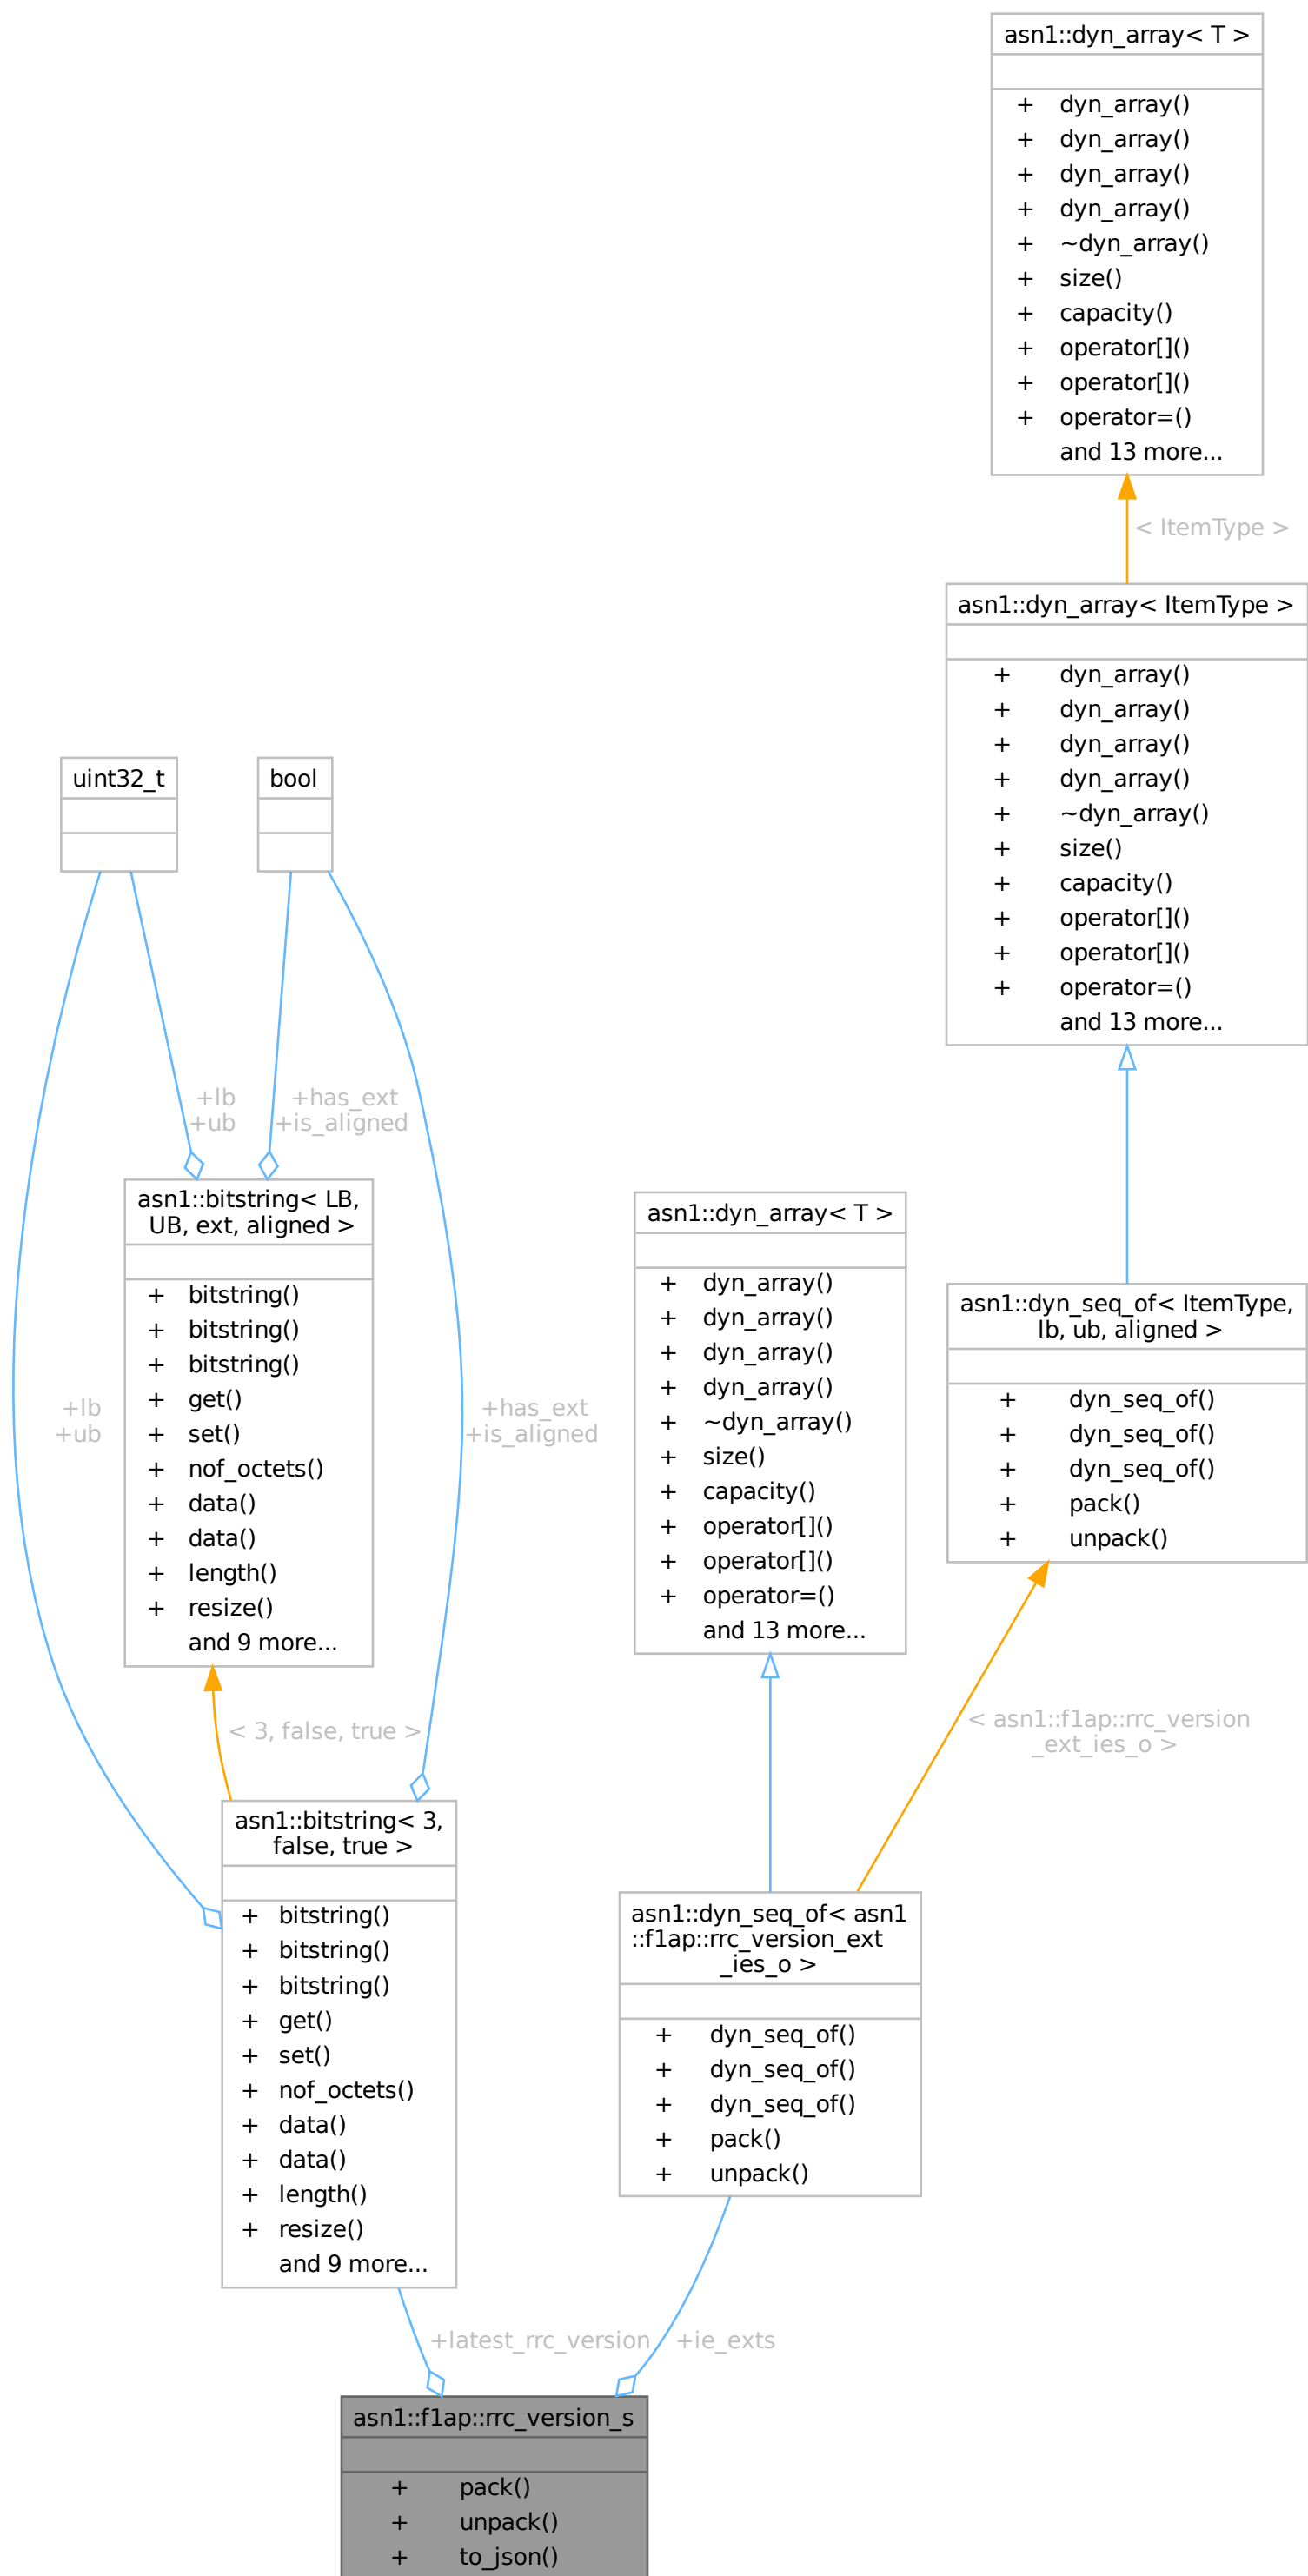 asn1::dyn_array< T >
+ dyn_array()
+ dyn_array()
+ dyn_array()
+ dyn_array()
+ ~dyn_array()
+ size()
+ capacity()
+ operator[]()
+ operator[]()
+ operator=()
and 13 more...
< ItemType >
asn1::dyn_array< ItemType >
+ dyn_array()
+ dyn_array()
+ dyn_array()
+ dyn_array()
+ ~dyn_array()
+ size()
+ capacity()
+ operator[]()
+ operator[]()
+ operator=()
and 13 more...
uint32_t
bool
+lb
+ub
+has_ext
+is_aligned
asn1::bitstring< LB,
UB, ext, aligned >
+ bitstring()
+ bitstring()
+ bitstring()
+ get()
+ set()
+ nof_octets()
+ data()
+ data()
+ length()
+ resize()
and 9 more...
+lb
+ub
+has_ext
+is_aligned
asn1::dyn_array< T >
+ dyn_array()
+ dyn_array()
+ dyn_array()
+ dyn_array()
+ ~dyn_array()
+ size()
+ capacity()
+ operator[]()
+ operator[]()
+ operator=()
and 13 more...
asn1::dyn_seq_of< ItemType,
lb, ub, aligned >
+ dyn_seq_of()
+ dyn_seq_of()
+ dyn_seq_of()
+ pack()
+ unpack()
< 3, false, true >
< asn1::f1ap::rrc_version
_ext_ies_o >
asn1::bitstring< 3,
false, true >
+ bitstring()
+ bitstring()
+ bitstring()
+ get()
+ set()
+ nof_octets()
+ data()
+ data()
+ length()
+ resize()
and 9 more...
asn1::dyn_seq_of< asn1
::f1ap::rrc_version_ext
_ies_o >
+ dyn_seq_of()
+ dyn_seq_of()
+ dyn_seq_of()
+ pack()
+ unpack()
+latest_rrc_version
+ie_exts
asn1::f1ap::rrc_version_s
+ pack()
+ unpack()
+ to_json()